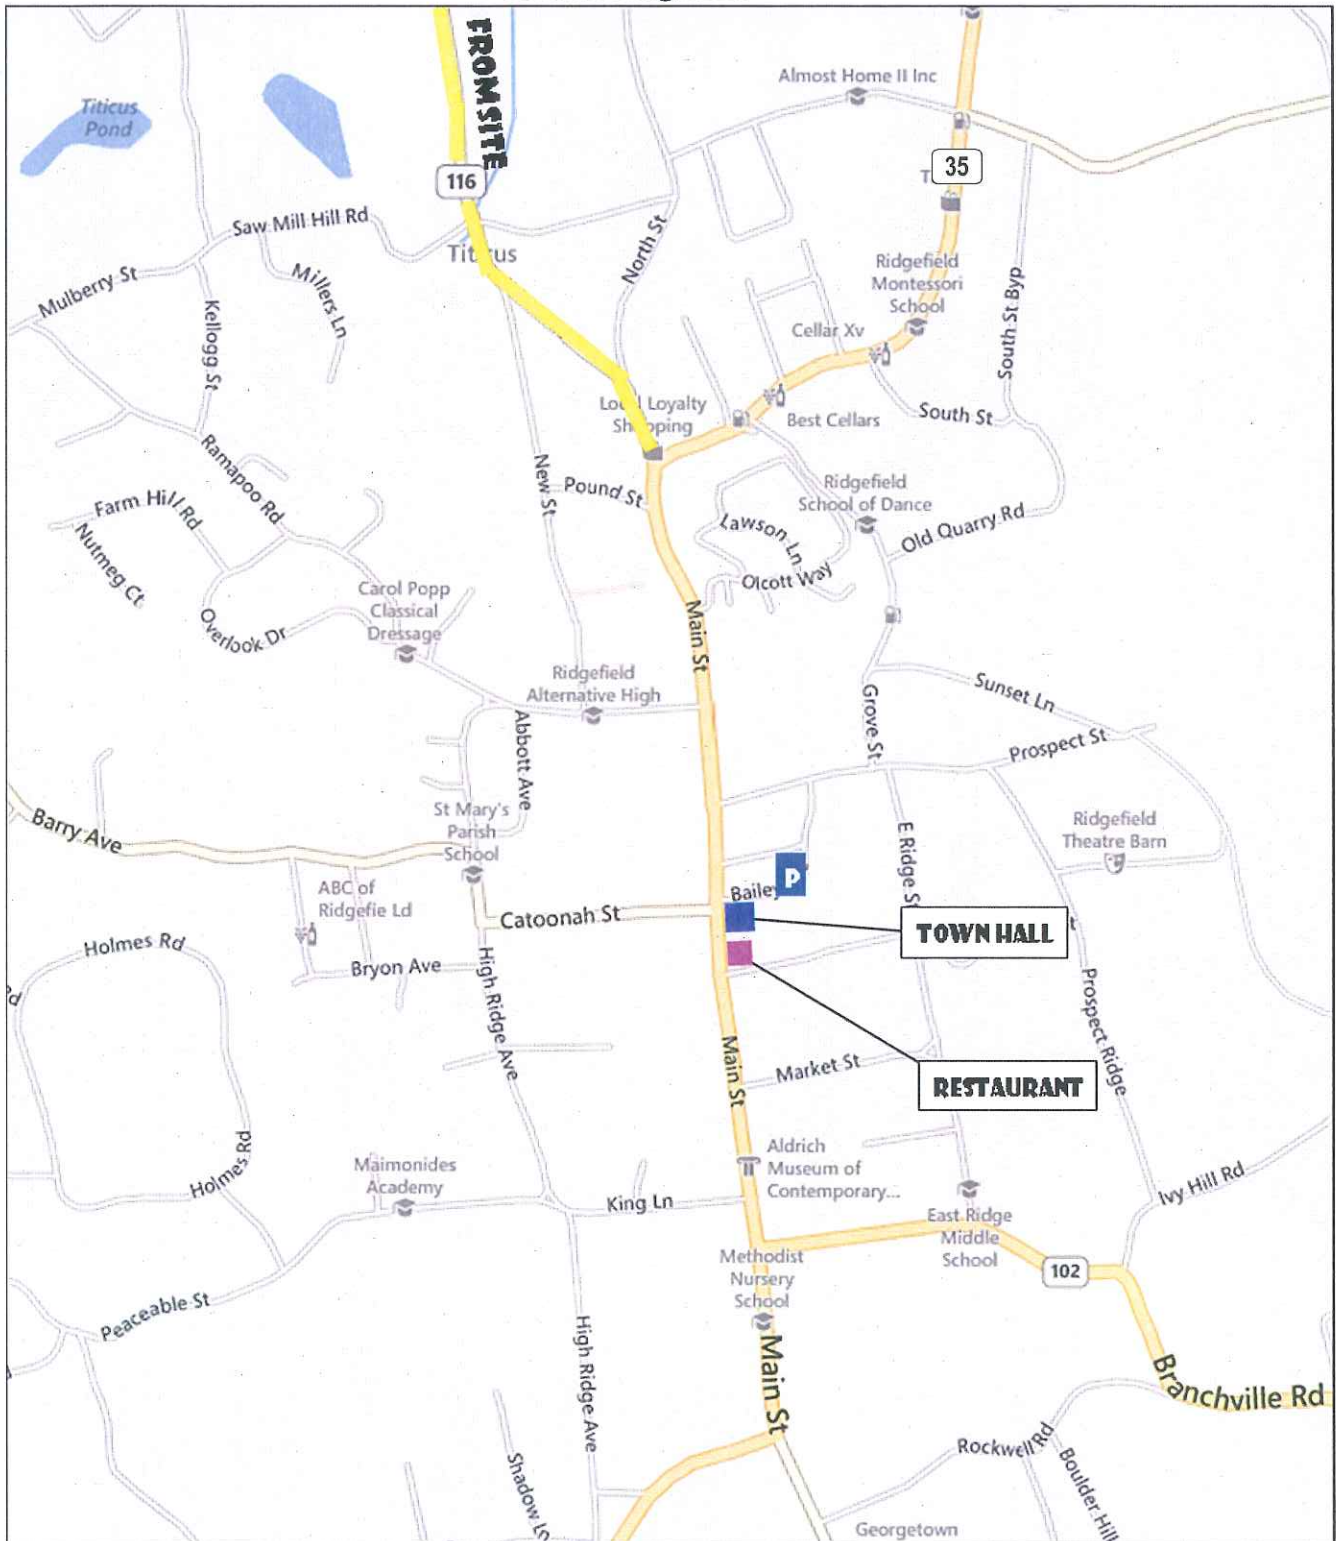 FROM SITE
Almost Home II Inc
Titicus
Pond
116
35
T
Saw Mill Hill Rd
Titicus
North St
Ridgefield
Montessori
School
Mulberry St
Millers Ln
Kellogg St
South St Byp
Cellar Xv
Local Loyalty
Shopping
Best Cellars
South St
Ramapoo Rd
New St
Pound St
Ridgefield
School of Dance
Farm Hill Rd
Lawson Ln
Old Quarry Rd
Nutmeg Ct
Olcott Way
Carol Popp
Classical
Dressage
Overlook Dr
Main St
Ridgefield
Alternative High
Sunset Ln
Grove St
Abbott Ave
Prospect St
Barry Ave
St Mary's
Parish
School
E Ridge St
Ridgefield
Theatre Barn
ABC of
Ridgefie Ld
P
Bailey
Catoonah St
TOWN HALL
t
Holmes Rd
Bryon Ave
High Ridge Ave
Prospect Ridge
Rd
Main St
Market St
RESTAURANT
Holmes Rd
Maimonides
Academy
Aldrich
Museum of
Contemporary...
King Ln
Ivy Hill Rd
East Ridge
Middle
School
Methodist
Nursery
School
102
Peaceable St
High Ridge Ave
Main St
Branchville Rd
Shadow Ln
Rockwell Rd
Boulder Hill
Georgetown